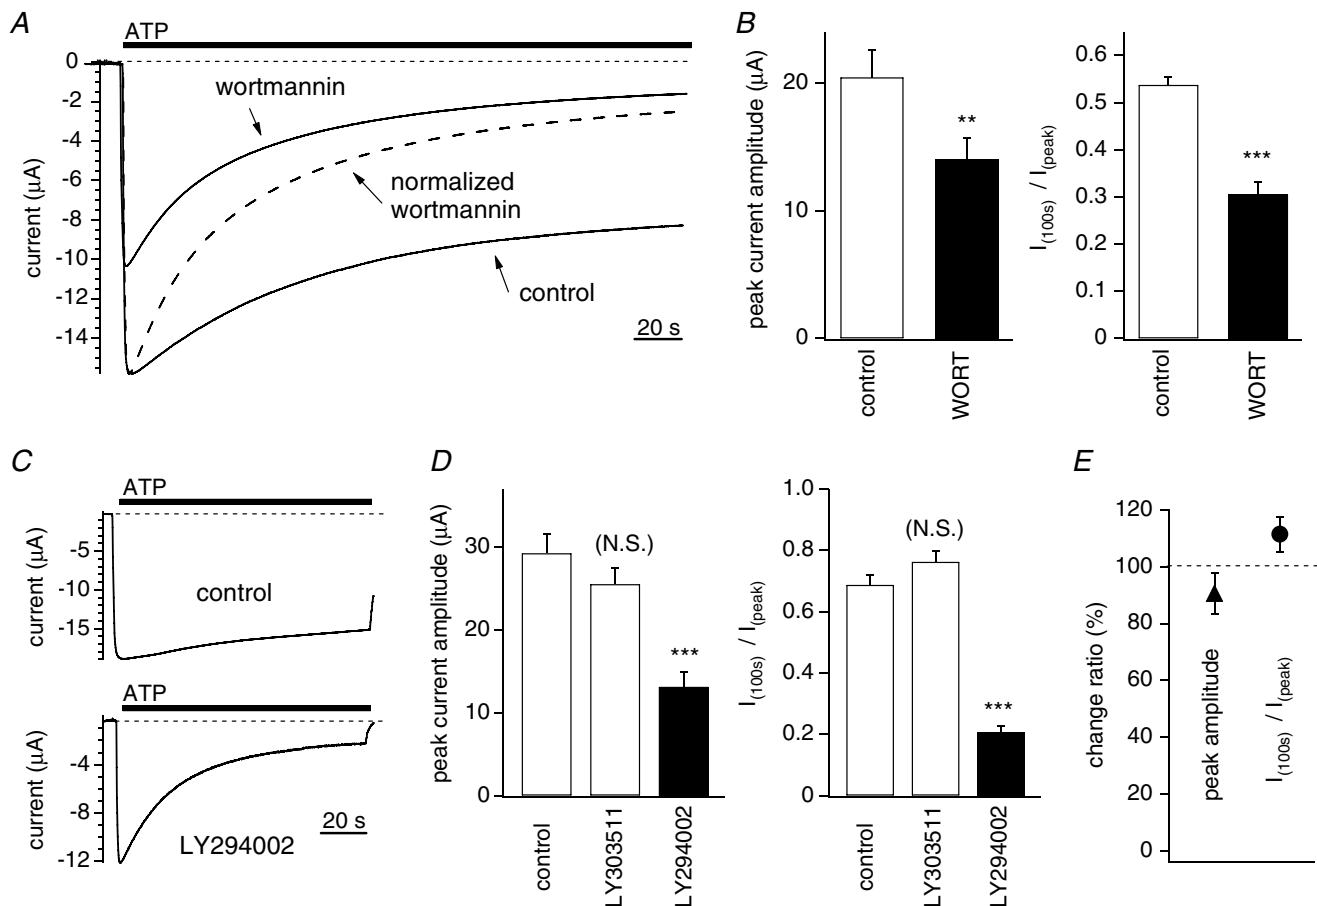 A
ATP
0
-2
-4
-6
-8
-10
-12
-14
current (μA)
wortmannin
normalized
wortmannin
control
20 s
B
peak current amplitude (μA)
20
10
0
**
control
WORT
I(100s) / I(peak)
0.6
0.5
0.4
0.3
0.2
0.1
0
***
control
WORT
C
ATP
current (μA)
-5
-10
-15
control
ATP
current (μA)
-4
-8
-12
LY294002
20 s
D
peak current amplitude (μA)
30
20
10
0
(N.S.)
***
control
LY303511
LY294002
I(100s) / I(peak)
1.0
0.8
0.6
0.4
0.2
0
(N.S.)
***
control
LY303511
LY294002
E
change ratio (%)
120
100
80
60
40
20
0
peak amplitude
I(100s) / I(peak)